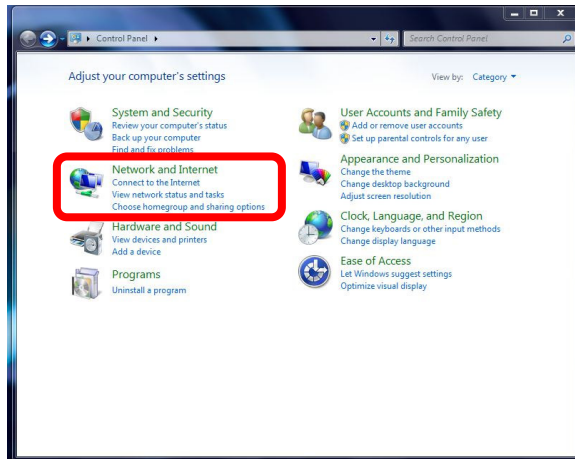 Control Panel
Search Control Panel
Adjust your computer's settings
View by: Category
System and Security
Review your computer's status
Back up your computer
Find and fix problems
Network and Internet
Connect to the Internet
View network status and tasks
Choose homegroup and sharing options
Hardware and Sound
View devices and printers
Add a device
Programs
Uninstall a program
User Accounts and Family Safety
Add or remove user accounts
Set up parental controls for any user
Appearance and Personalization
Change the theme
Change desktop background
Adjust screen resolution
Clock, Language, and Region
Change keyboards or other input methods
Change display language
Ease of Access
Let Windows suggest settings
Optimize visual display